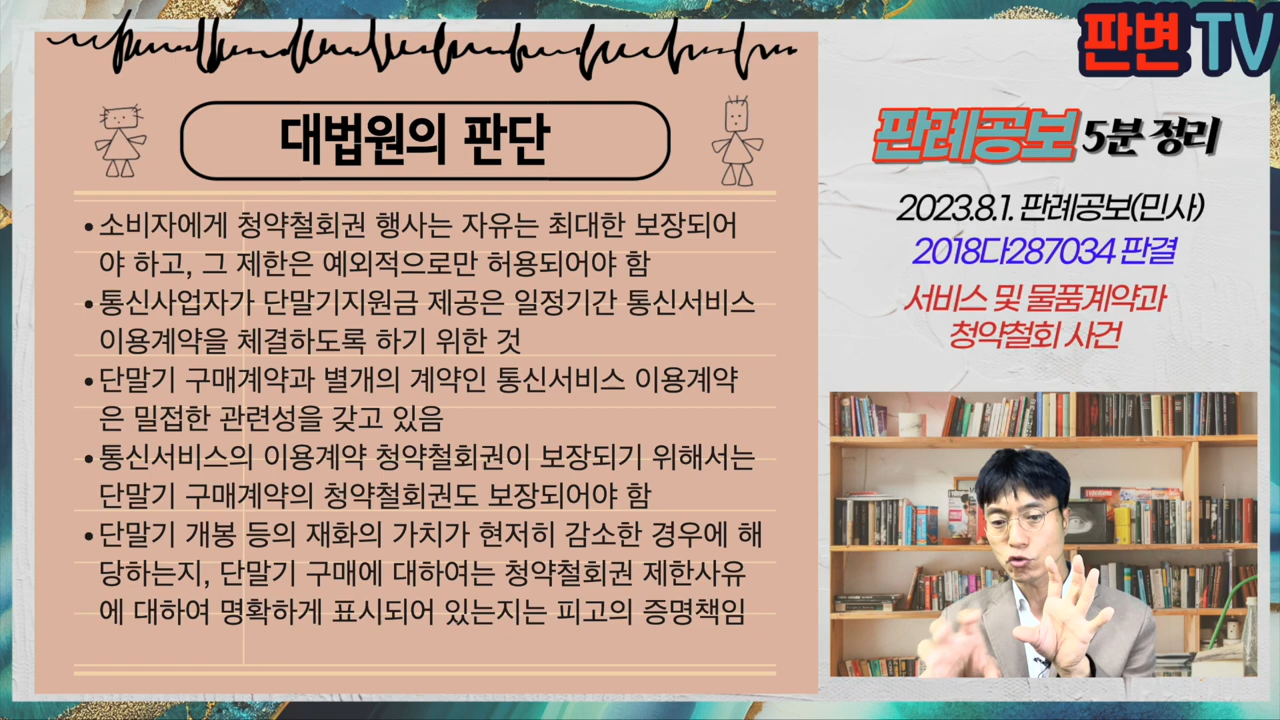 판변 TV
대법원의 판단
• 소비자에게 청약철회권 행사는 자유는 최대한 보장되어
야 하고, 그 제한은 예외적으로만 허용되어야 함
• 통신사업자가 단말기지원금 제공은 일정기간 통신서비스
이용계약을 체결하도록 하기 위한 것
• 단말기 구매계약과 별개의 계약인 통신서비스 이용계약
은 밀접한 관련성을 갖고 있음
• 통신서비스의 이용계약 청약철회권이 보장되기 위해서는
단말기 구매계약의 청약철회권도 보장되어야 함
• 단말기 개봉 등의 재화의 가치가 현저히 감소한 경우에 해
당하는지, 단말기 구매에 대하여는 청약철회권 제한사유
에 대하여 명확하게 표시되어 있는지는 피고의 증명책임
판례공보 5분 정리
2023.8.1. 판례공보(민사)
2018다287034 판결
서비스 및 물품계약과
청약철회 사건